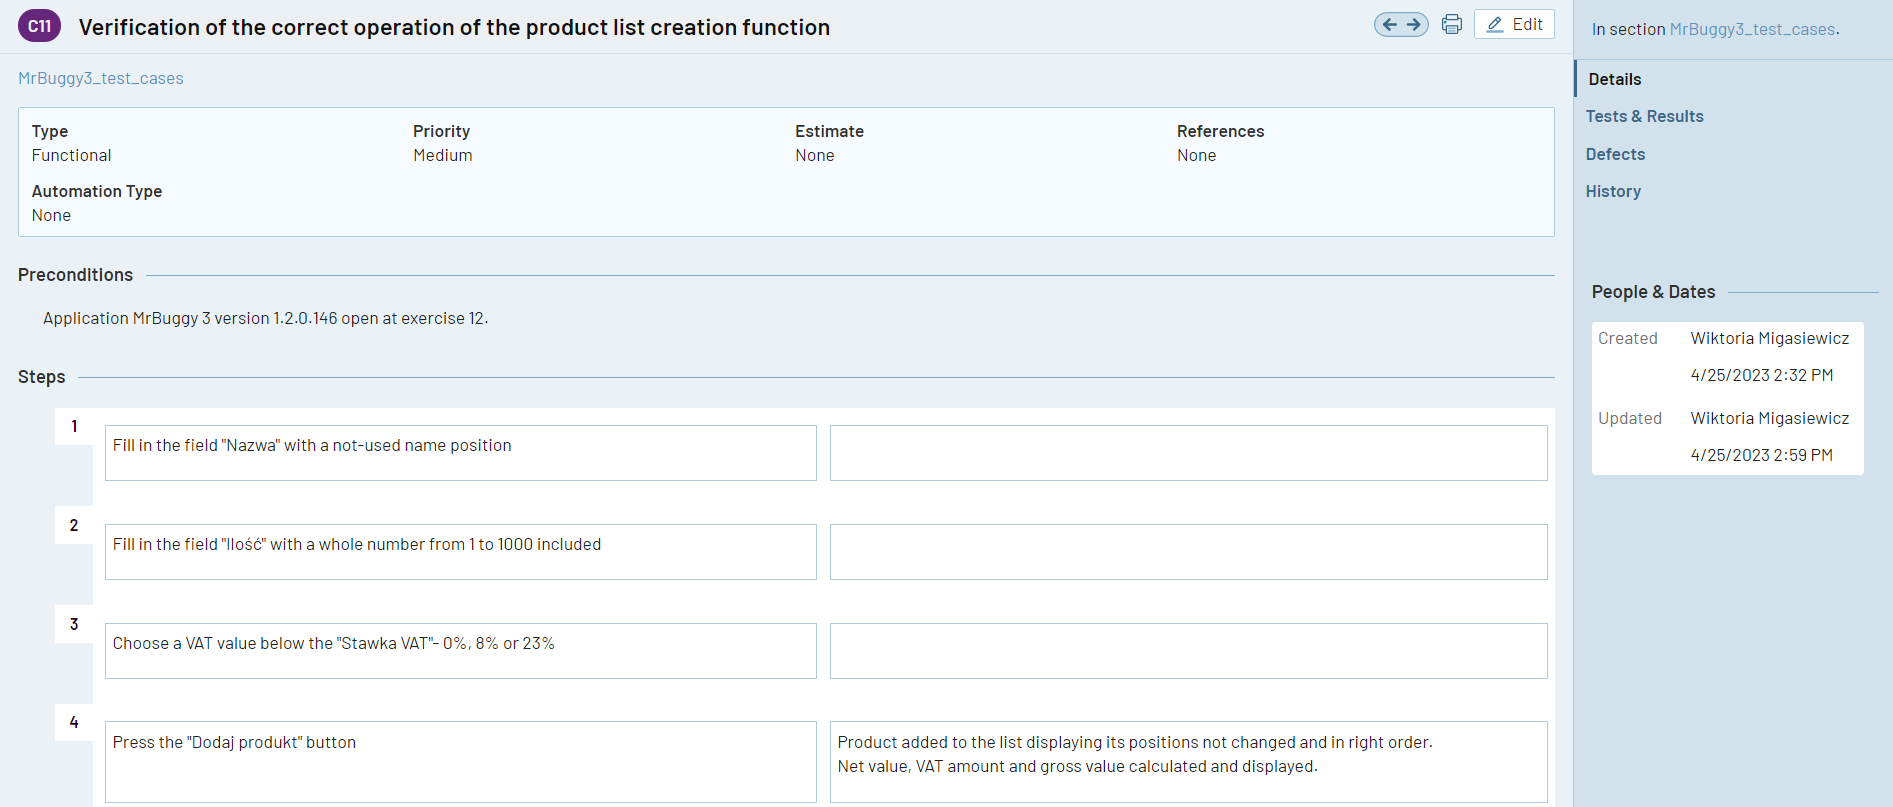 C11 Verification of the correct operation of the product list creation function
Edit
MrBuggy3_test_cases
Type Priority Estimate References
Functional Medium None None
Automation Type
None
Preconditions
Application MrBuggy 3 version 1.2.0.146 open at exercise 12.
Steps
1 Fill in the field "Nazwa" with a not-used name position
2 Fill in the field "Ilość" with a whole number from 1 to 1000 included
3 Choose a VAT value below the "Stawka VAT"- 0%, 8% or 23%
4 Press the "Dodaj produkt" button
Product added to the list displaying its positions not changed and in right order.
Net value, VAT amount and gross value calculated and displayed.
In section MrBuggy3_test_cases.
Details
Tests & Results
Defects
History
People & Dates
Created Wiktoria Migasiewicz
4/25/2023 2:32 PM
Updated Wiktoria Migasiewicz
4/25/2023 2:59 PM